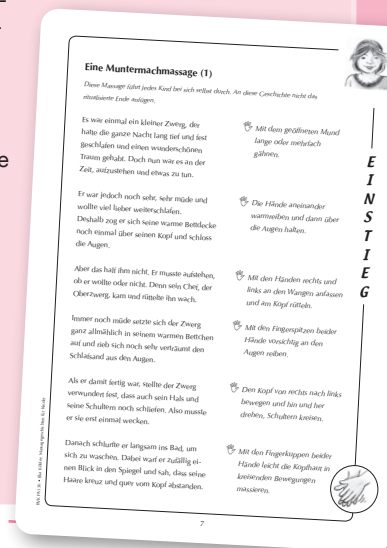 Eine Muntermachmassage (1)
Diese Massage führt jedes Kind bei sich selbst durch. An diese Geschichte nicht das
ritualisierte Ende anfügen.
Es war einmal ein kleiner Zwerg, der
hatte die ganze Nacht lang tief und fest
geschlafen und einen wunderschönen
Traum gehabt. Doch nun war es an der
Zeit, aufzustehen und etwas zu tun.
Mit dem geöffneten Mund
lange oder mehrfach
gähnen.
Er war jedoch noch sehr, sehr müde und
wollte viel lieber weiterschlafen.
Deshalb zog er sich seine warme Bettdecke
noch einmal über seinen Kopf und schloss
die Augen.
Die Hände aneinander
warmreiben und dann über
die Augen halten.
Aber das half ihm nicht. Er musste aufstehen,
ob er wollte oder nicht. Denn sein Chef, der
Oberzwerg, kam und rüttelte ihn wach.
Mit den Händen rechts und
links an den Wangen anfassen
und am Kopf rütteln.
Immer noch müde setzte sich der Zwerg
ganz allmählich in seinem warmen Bettchen
auf und rieb sich noch sehr verträumt den
Schlafsand aus den Augen.
Mit den Fingerspitzen beider
Hände vorsichtig an den
Augen reiben.
Als er damit fertig war, stellte der Zwerg
verwundert fest, dass auch sein Hals und
seine Schultern noch schliefen. Also musste
er sie erst einmal wecken.
Den Kopf von rechts nach links
bewegen und hin und her
drehen, Schultern kreisen.
Danach schlurfte er langsam ins Bad, um
sich zu waschen. Dabei warf er zufällig ei-
nen Blick in den Spiegel und sah, dass seine
Haare kreuz und quer vom Kopf abstanden.
Mit den Fingerkuppen beider
Hände leicht die Kopfhaut in
kreisenden Bewegungen
massieren.
EINSTIEG
7